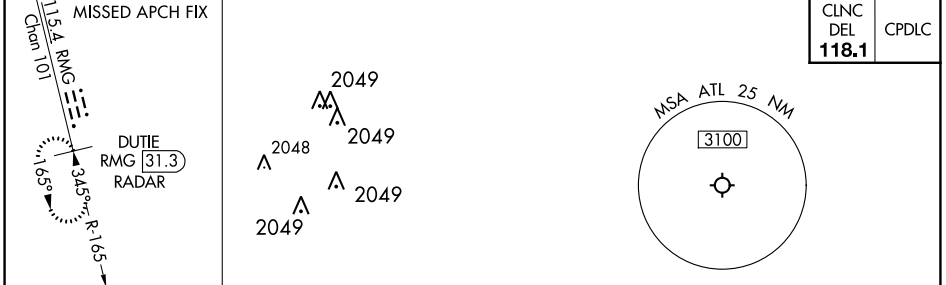 MISSED APCH FIX
115.4 RMG
Chan 101
DUTIE
RMG 31.3
RADAR
165°
345°
R-165
2049
2049
2048
2049
2049
MSA ATL 25 NM
3100
CLNC
DEL
118.1
CPDLC